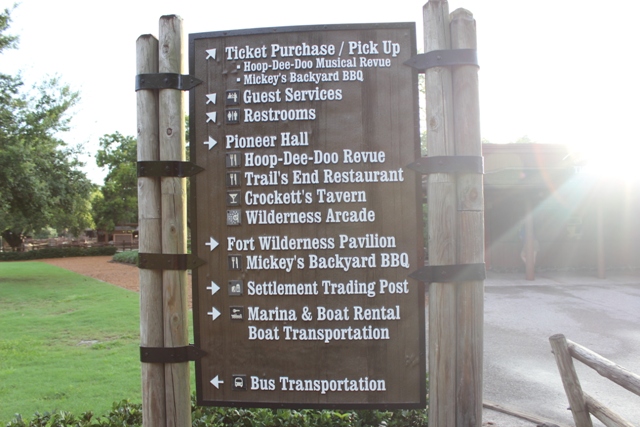 Ticket Purchase / Pick Up
• Hoop-Dee-Doo Musical Revue
• Mickey's Backyard BBQ
Guest Services
Restrooms
Pioneer Hall
Hoop-Dee-Doo Revue
Trail's End Restaurant
Crockett's Tavern
Wilderness Arcade
Fort Wilderness Pavilion
Mickey's Backyard BBQ
Settlement Trading Post
Marina & Boat Rental
Boat Transportation
Bus Transportation